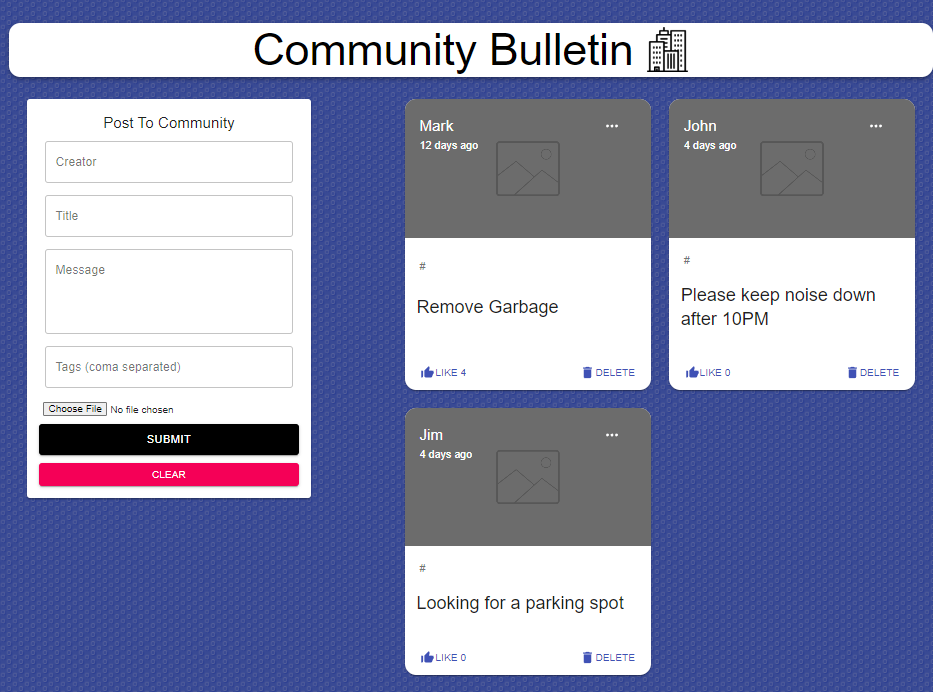 Community Bulletin
Post To Community
Creator
Title
Message
Tags (coma separated)
Choose File No file chosen
SUBMIT
CLEAR
Mark
12 days ago
#
Remove Garbage
LIKE 4
DELETE
John
4 days ago
#
Please keep noise down
after 10PM
LIKE 0
DELETE
Jim
4 days ago
#
Looking for a parking spot
LIKE 0
DELETE